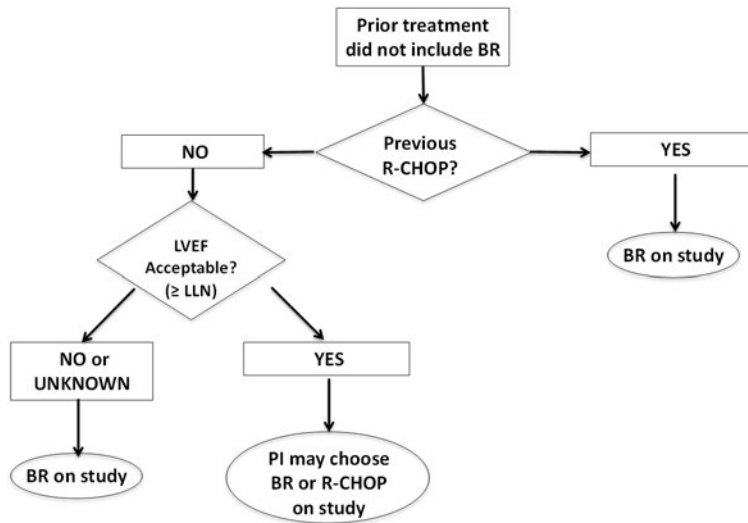 Prior treatment
did not include BR
Previous
R-CHOP?
NO
YES
LVEF
Acceptable?
(≥ LLN)
BR on study
NO or
UNKNOWN
YES
BR on study
PI may choose
BR or R-CHOP
on study